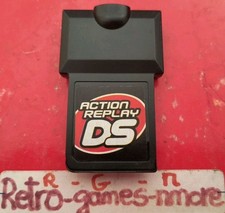 ACTION
REPLAY
DS
R - G - n
Retro-games-nmore